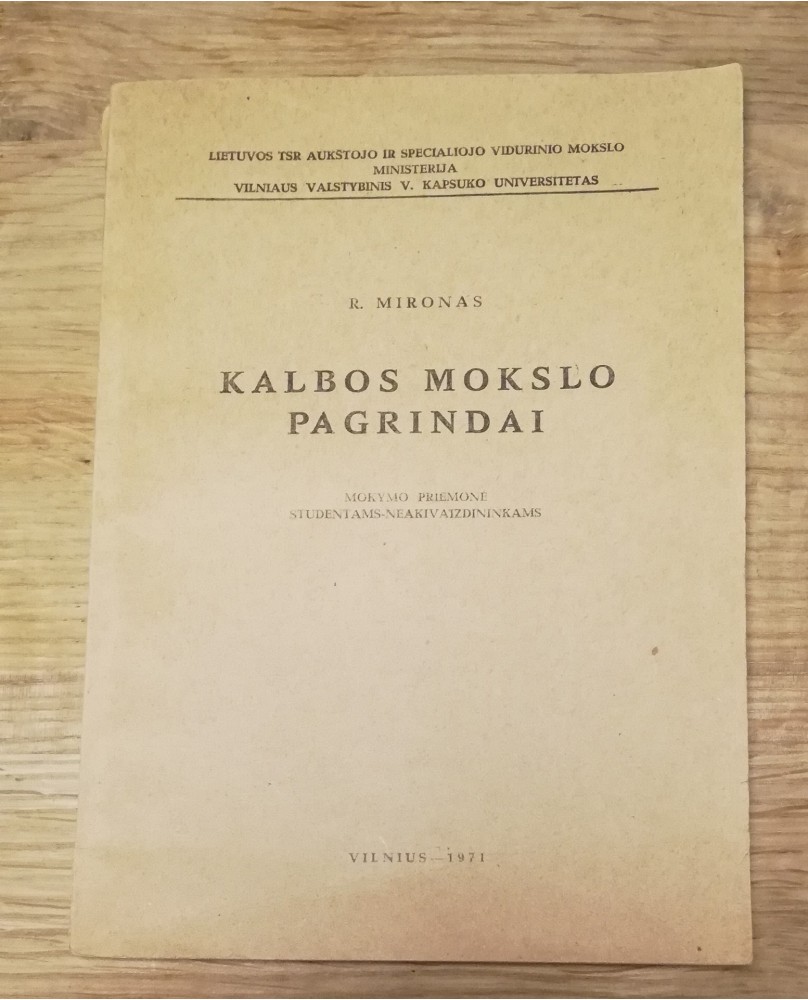 LIETUVOS TSR AUKŠTOJO IR SPECIALIOJO VIDURINIO MOKSLO
MINISTERIJA
VILNIAUS VALSTYBINIS V. KAPSUKO UNIVERSITETAS
R. MIRONAS
KALBOS MOKSLO
PAGRINDAI
MOKYMO PRIEMONĖ
STUDENTAMS-NEAKIVAIZDININKAMS
VILNIUS—1971